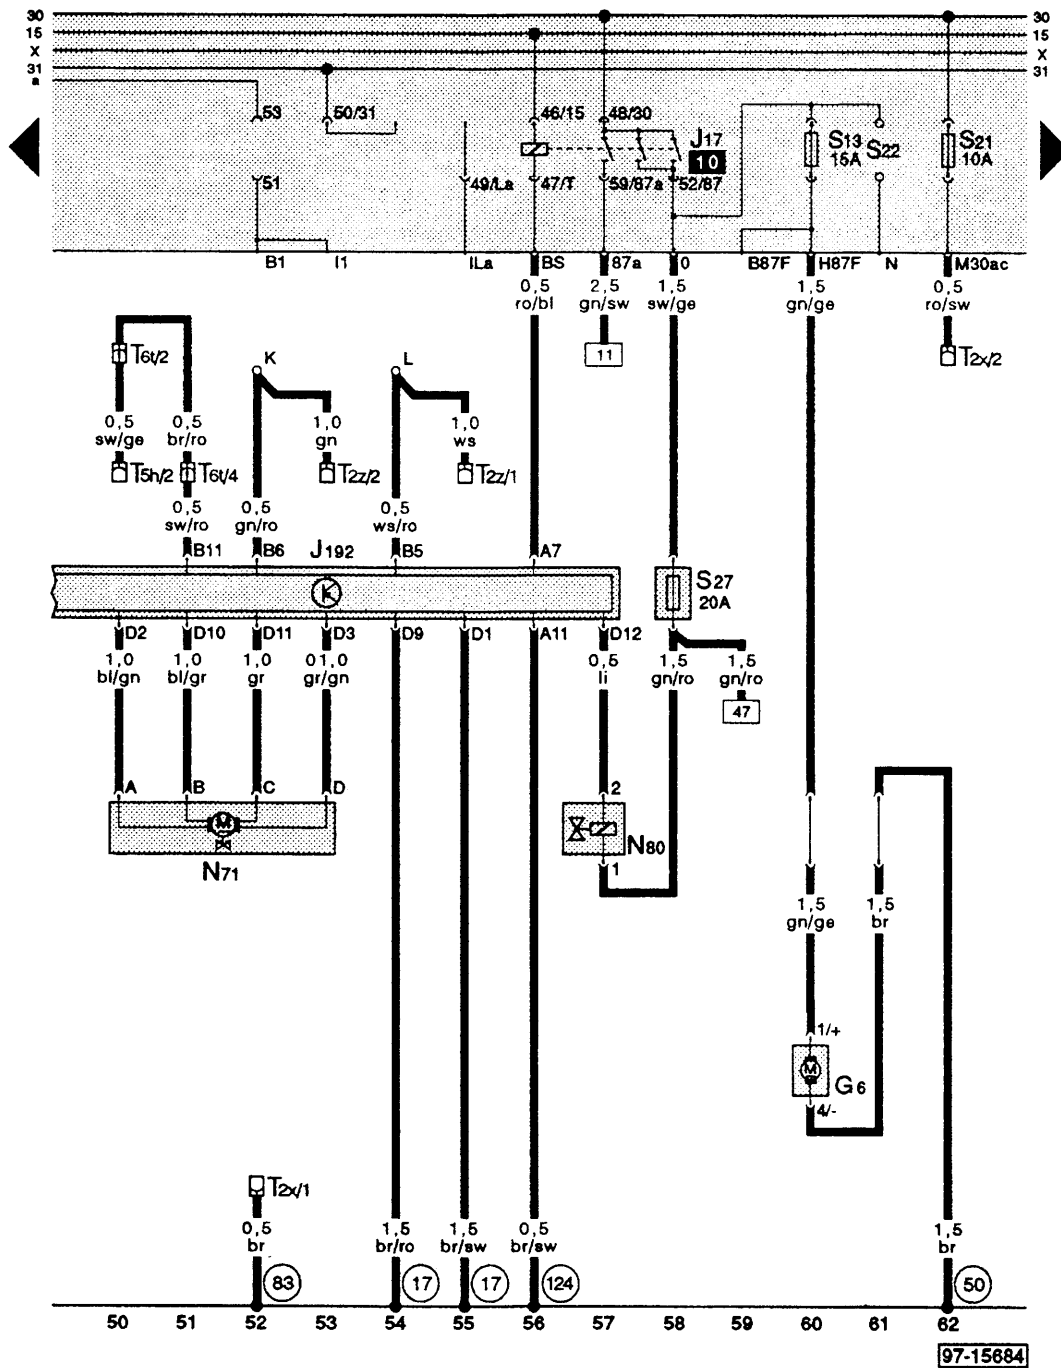 30 30
15 15
X X
31 31
a
53 50/31 46/15 48/30
J17 S13 S22 S21
10 15A 10A
51 49/La 47/T 59/87a 52/87
B1 I1 ILa BS 87a O B87F H87F N M30ac
0,5 2,5 1,5 1,5 0,5
ro/bl gn/sw sw/ge gn/ge ro/sw
T6t/2 K L 11 T2x/2
0,5 0,5 1,0 1,0
sw/ge br/ro gn ws
T5h/2 T6t/4 T2z/2 T2z/1
0,5 0,5 0,5
sw/ro gn/ro ws/ro
B11 B6 J192 B5 A7
S27
20A
D2 D10 D11 D3 D9 D1 A11 D12
1,0 1,0 1,0 01,0 0,5 1,5 1,5
bl/gn bl/gr gr gr/gn li gn/ro gn/ro
47
A B C D 2
M
N71 N80
1
1,5 1,5
gn/ge br
1/+
M
G6
4/-
T2x/1
0,5 1,5 1,5 0,5 1,5
br br/ro br/sw br/sw br
83 17 17 124 50
50 51 52 53 54 55 56 57 58 59 60 61 62
97-15684